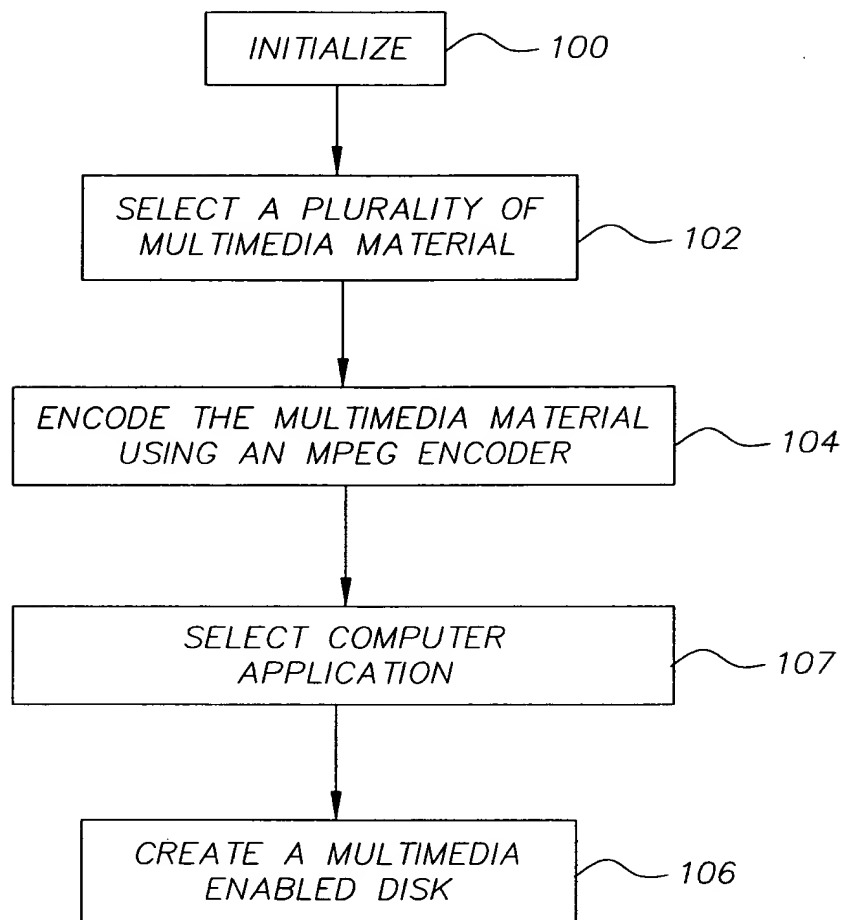 INITIALIZE
100
SELECT A PLURALITY OF
MULTIMEDIA MATERIAL
102
ENCODE THE MULTIMEDIA MATERIAL
USING AN MPEG ENCODER
104
SELECT COMPUTER
APPLICATION
107
CREATE A MULTIMEDIA
ENABLED DISK
106